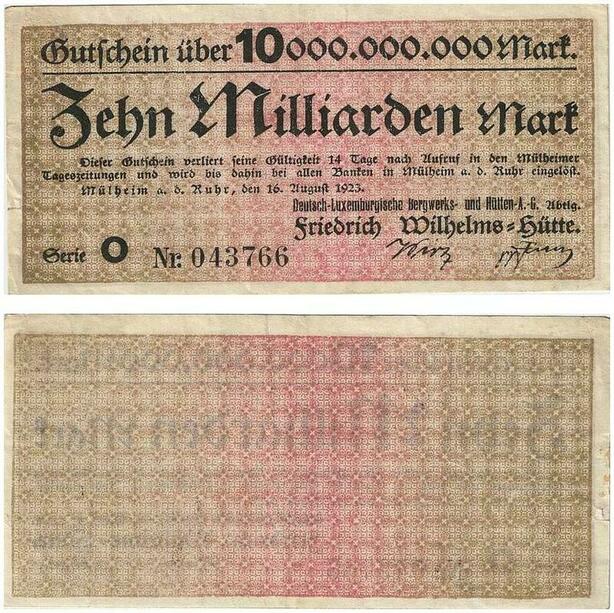 Gutschein über 10000.000.000 Mark.
Zehn Milliarden Mark
Dieser Gutschein verliert seine Gültigkeit 14 Tage nach Aufruf in den Mülheimer
Tageszeitungen und wird bis dahin bei allen Banken in Mülheim a. d. Ruhr eingelöst.
Mülheim a. d. Ruhr, den 16. August 1923.
Deutsch-Luxemburgische Bergwerks- und Hütten-A.-G. Abtlg.
Friedrich Wilhelms-Hütte.
Serie O Nr. 043766